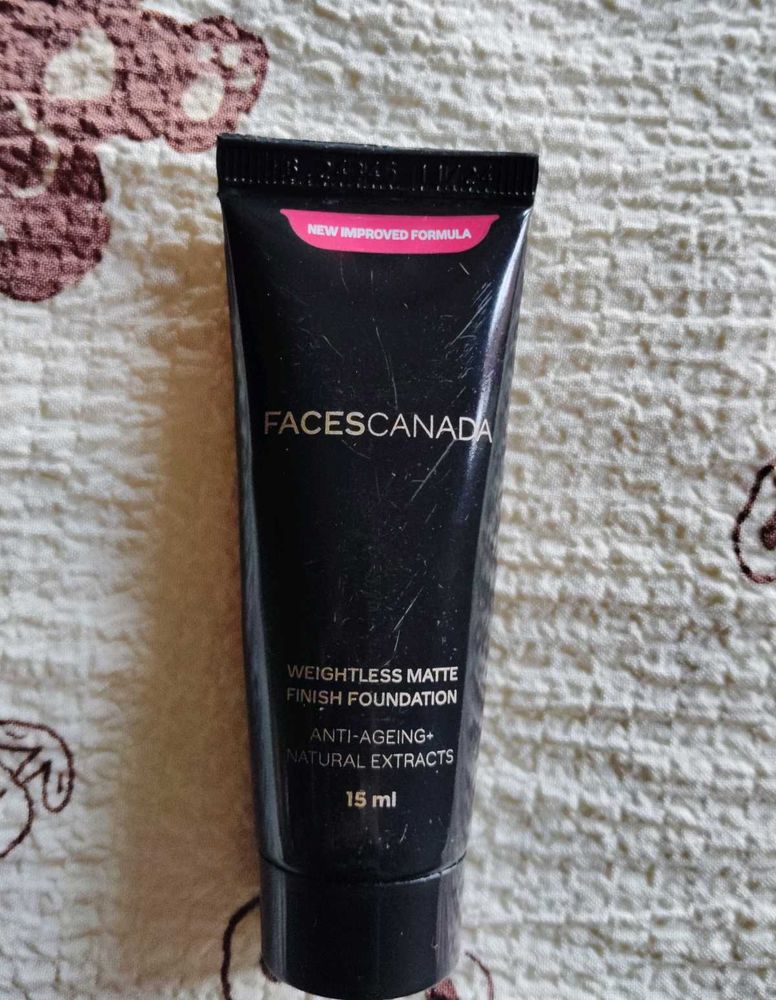 NEW IMPROVED FORMULA
FACESCANADA
WEIGHTLESS MATTE
FINISH FOUNDATION
ANTI-AGEING+
NATURAL EXTRACTS
15 ml